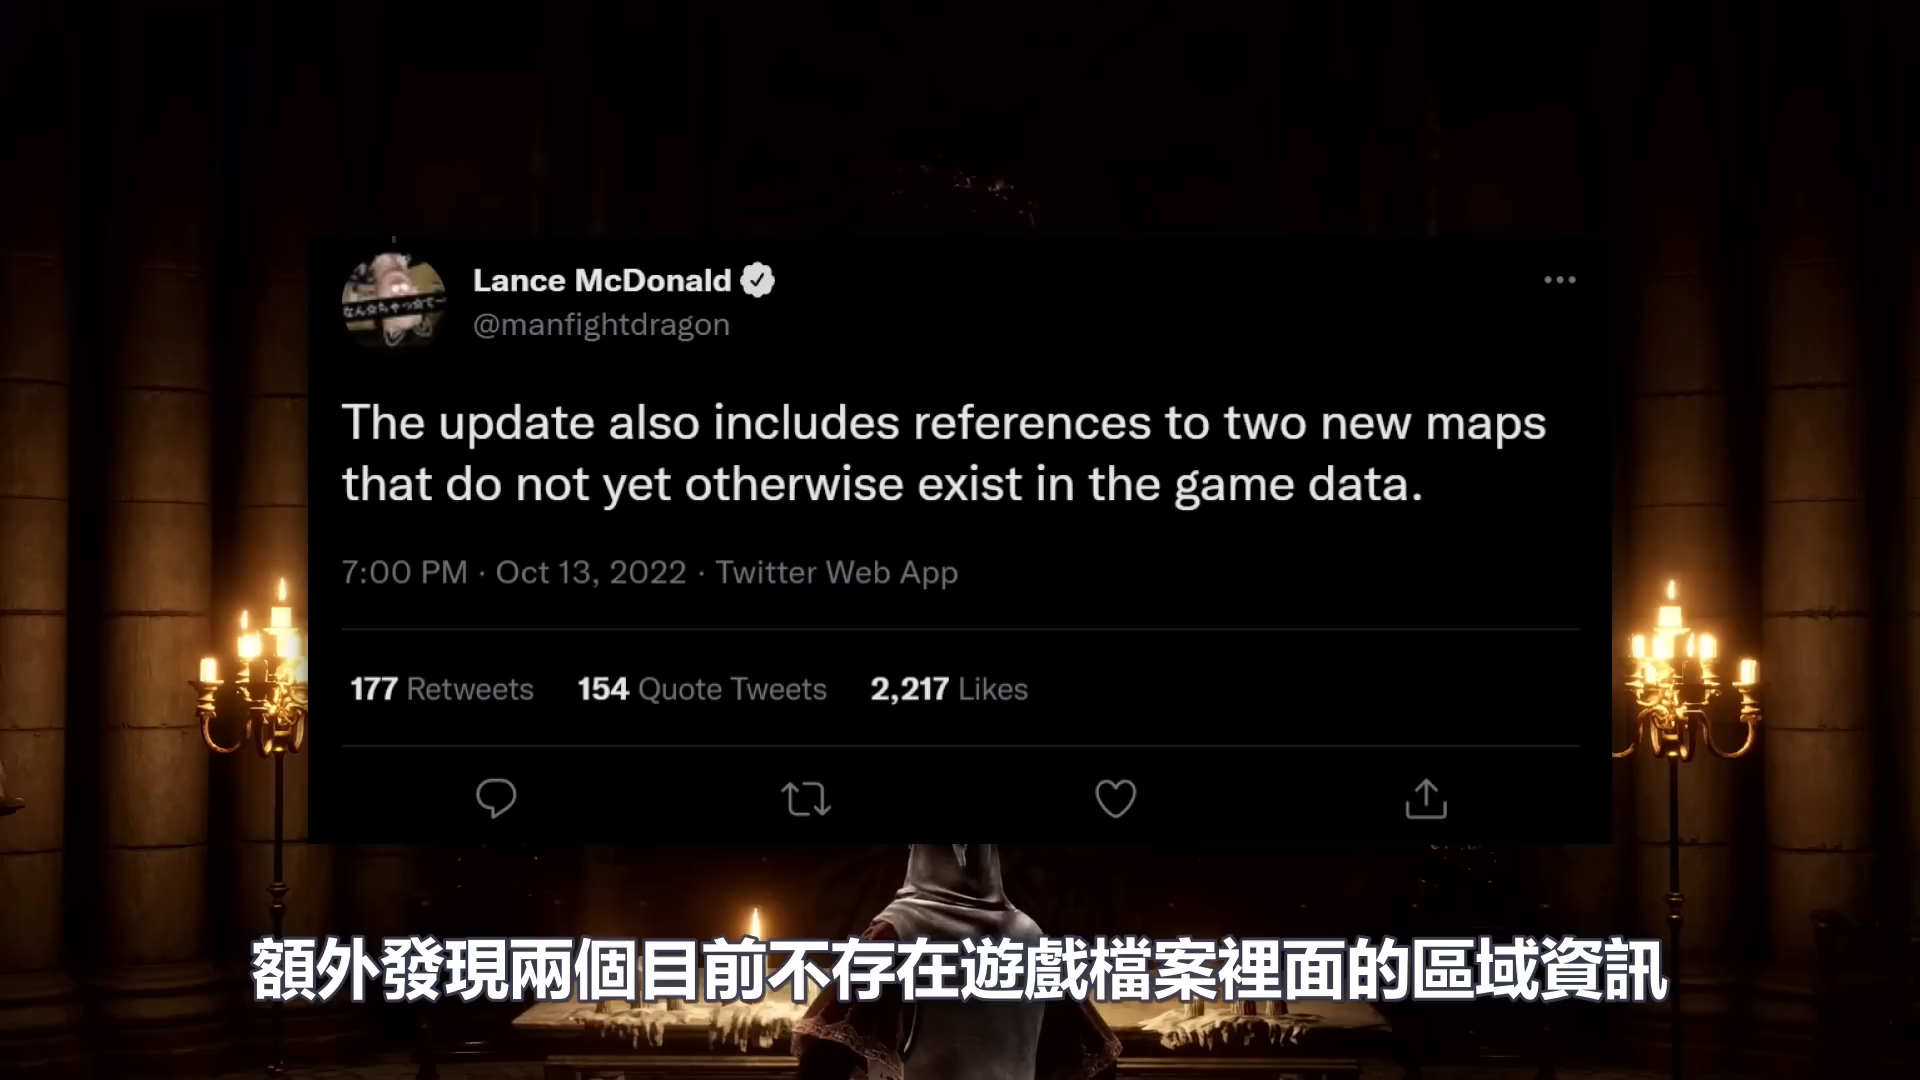 Lance McDonald
@manfightdragon
The update also includes references to two new maps
that do not yet otherwise exist in the game data.
7:00 PM · Oct 13, 2022 · Twitter Web App
177 Retweets 154 Quote Tweets 2,217 Likes
額外發現兩個目前不存在遊戲檔案裡面的區域資訊